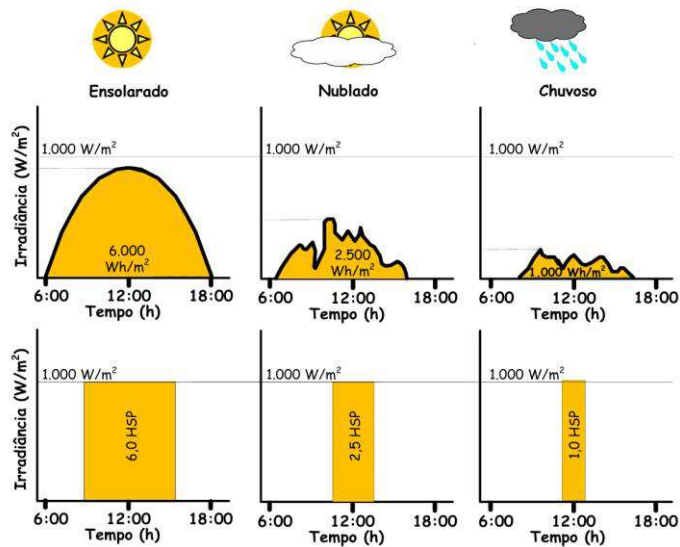 Ensolarado
Nublado
Chuvoso
Irradiância (W/m²)
1.000 W/m²
6.000
Wh/m²
6:00
12:00
18:00
Tempo (h)
1.000 W/m²
2.500
Wh/m²
6:00
12:00
18:00
Tempo (h)
1.000 W/m²
1.000 Wh/m²
6:00
12:00
18:00
Tempo (h)
Irradiância (W/m²)
1.000 W/m²
6,0 HSP
6:00
12:00
18:00
Tempo (h)
1.000 W/m²
2,5 HSP
6:00
12:00
18:00
Tempo (h)
1.000 W/m²
1,0 HSP
6:00
12:00
18:00
Tempo (h)